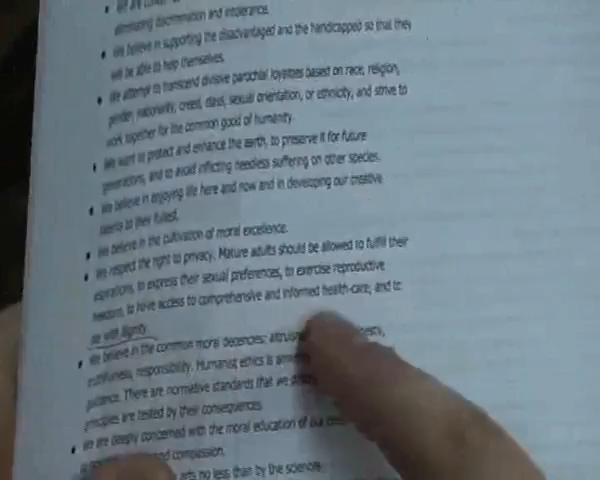 We are
eliminating discrimination and intolerance.
• We believe in supporting the disadvantaged and the handicapped so that they
will be able to help themselves.
• We attempt to transcend divisive parochial loyalties based on race, religion,
gender, nationality, creed, class, sexual orientation, or ethnicity, and strive to
work together for the common good of humanity.
• We want to protect and enhance the earth, to preserve it for future
generations, and to avoid inflicting needless suffering on other species.
• We believe in enjoying life here and now and in developing our creative
talents to their fullest.
• We believe in the cultivation of moral excellence.
• We respect the right to privacy. Mature adults should be allowed to fulfill their
aspirations, to express their sexual preferences, to exercise reproductive
freedom, to have access to comprehensive and informed health-care, and to
die with dignity.
• We believe in the common moral decencies: altruism,
truthfulness, responsibility. Humanist ethics is
guidance. There are normative standards that we
principles are tested by their consequences.
• We are deeply concerned with the moral education of our
and compassion.
arts no less than by the sciences.